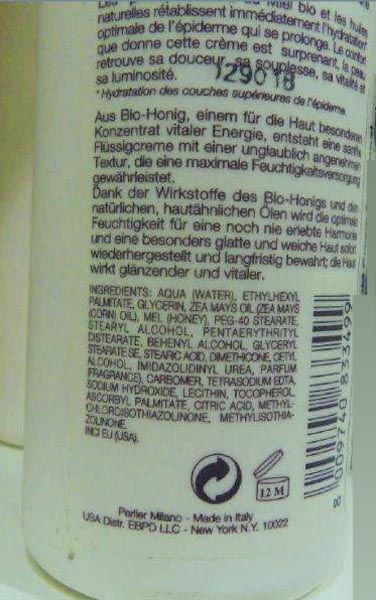 Miel bio et les huiles
naturelles rétablissent immédiatement l'hydratation*
optimale de l'épiderme qui se prolonge. Le confort
que donne cette crème est surprenant, la peau
retrouve sa douceur, sa souplesse, sa vitalité et
sa luminosité. 129018
* Hydratation des couches supérieures de l'épiderme.
Aus Bio-Honig, einem für die Haut besonderen
Konzentrat vitaler Energie, entsteht eine sanfte
Flüssigcreme mit einer unglaublich angenehmen
Textur, die eine maximale Feuchtigkeitsversorgung
gewährleistet.
Dank der Wirkstoffe des Bio-Honigs und den
natürlichen, hautähnlichen Ölen wird die optimale
Feuchtigkeit für eine noch nie erlebte Harmonie
und eine besonders glatte und weiche Haut sofort
wiederhergestellt und langfristig bewahrt; die Haut
wirkt glänzender und vitaler.
INGREDIENTS: AQUA (WATER), ETHYLHEXYL
PALMITATE, GLYCERIN, ZEA MAYS OIL (ZEA MAYS
(CORN) OIL), MEL (HONEY), PEG-40 STEARATE,
STEARYL ALCOHOL, PENTAERYTHRITYL
DISTEARATE, BEHENYL ALCOHOL, GLYCERYL
STEARATE SE, STEARIC ACID, DIMETHICONE, CETYL
ALCOHOL, IMIDAZOLIDINYL UREA, PARFUM
FRAGRANCE), CARBOMER, TETRASODIUM EDTA,
SODIUM HYDROXIDE, LECITHIN, TOCOPHEROL,
ASCORBYL PALMITATE, CITRIC ACID, METHYL-
CHLOROISOTHIAZOLINONE, METHYLISOTHIA-
ZOLINONE.
INCI EU (USA).
8 009740 833499
12 M
Perlier Milano - Made in Italy
USA Distr. EBPO LLC - New York N.Y. 10022